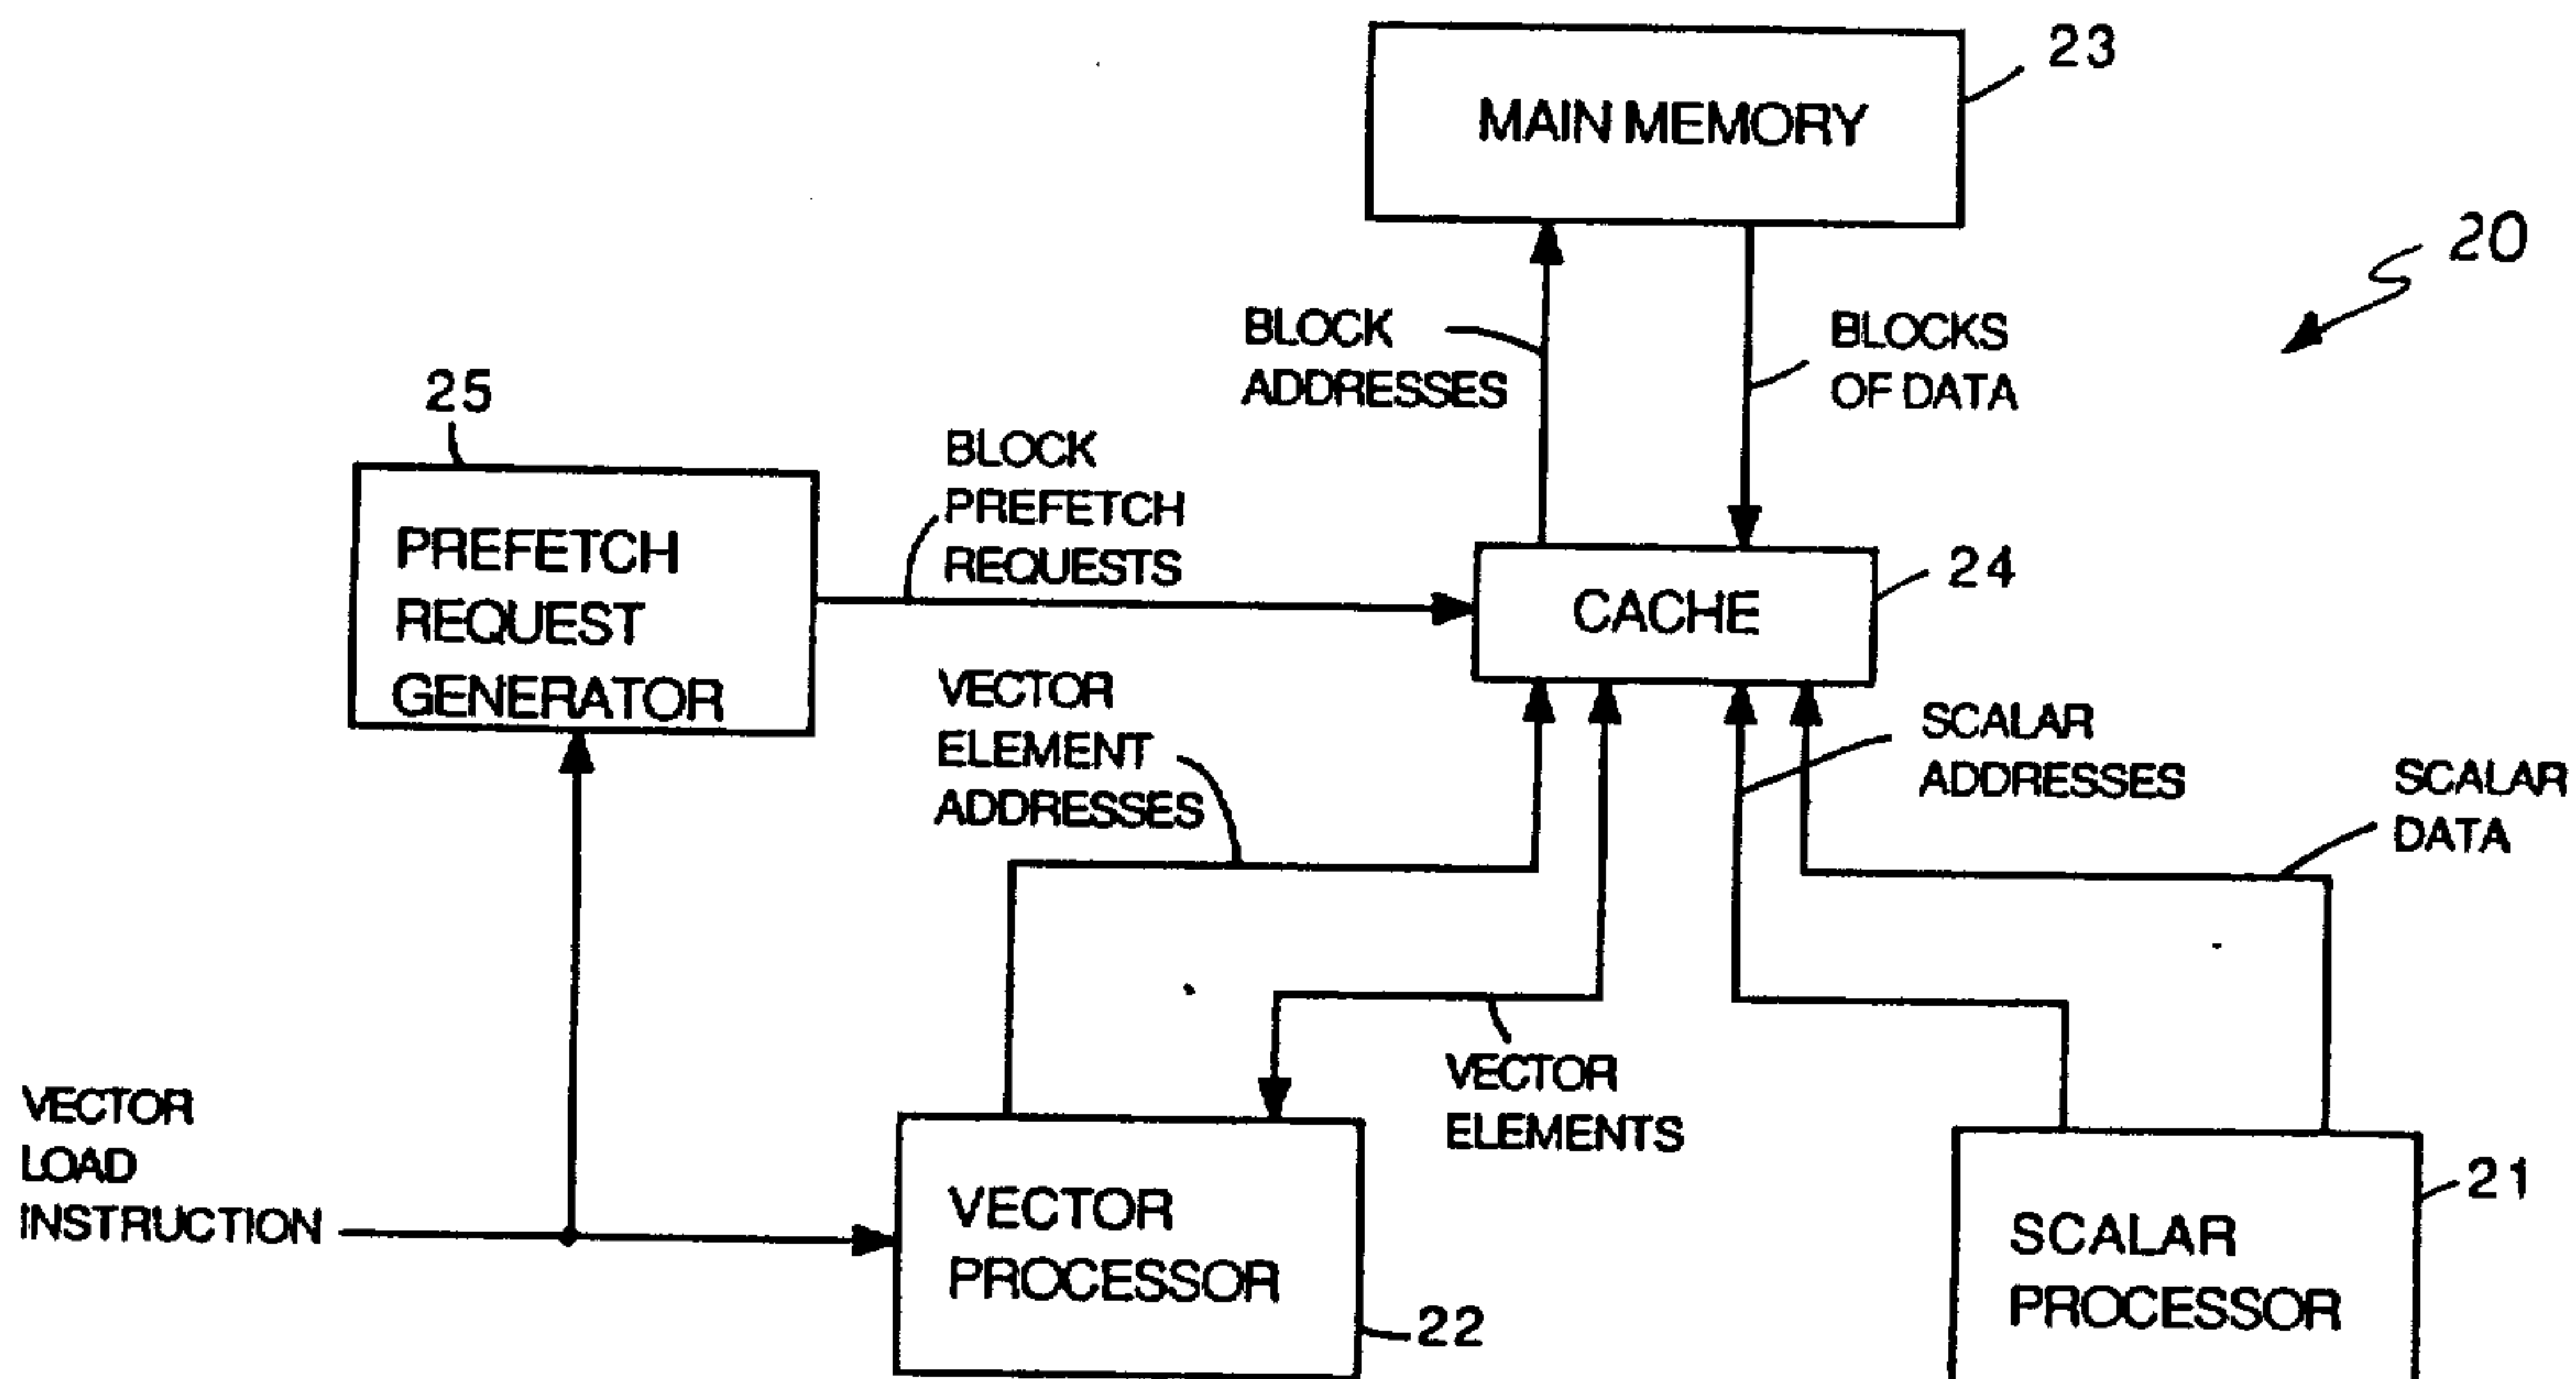 23
MAIN MEMORY
20
BLOCK
ADDRESSES
BLOCKS
OF DATA
25
BLOCK
PREFETCH
REQUESTS
PREFETCH
REQUEST
GENERATOR
24
CACHE
VECTOR
ELEMENT
ADDRESSES
SCALAR
ADDRESSES
SCALAR
DATA
VECTOR
ELEMENTS
VECTOR
LOAD
INSTRUCTION
VECTOR
PROCESSOR
22
21
SCALAR
PROCESSOR